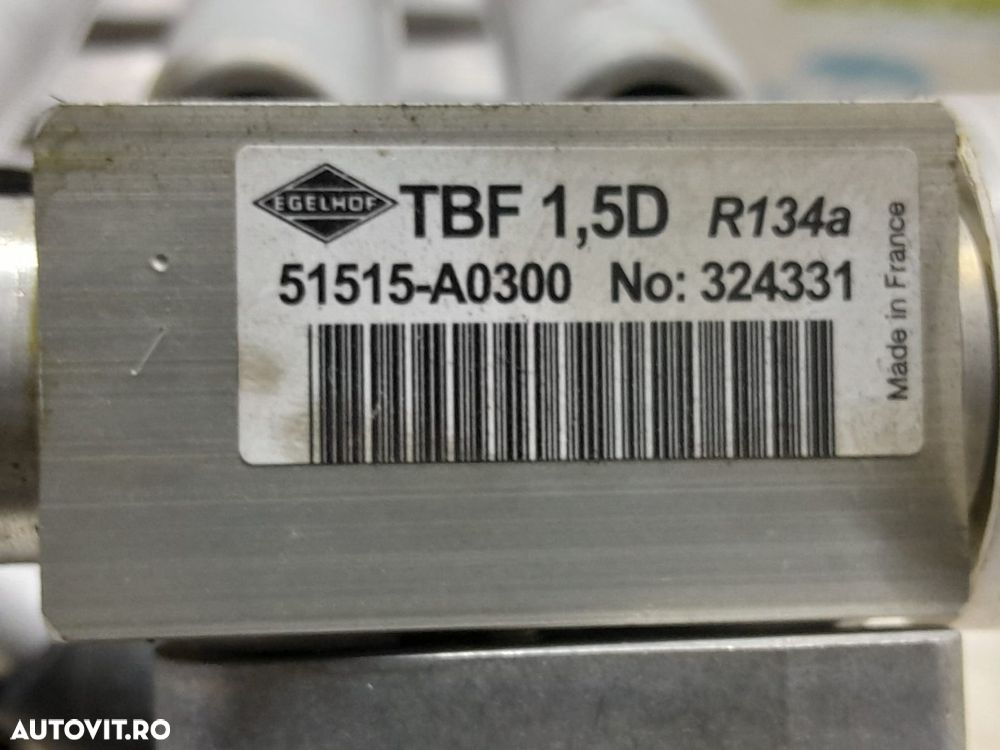 EGELHOF TBF 1,5D R134a
51515-A0300 No: 324331
Made in France
AUTOVIT.RO